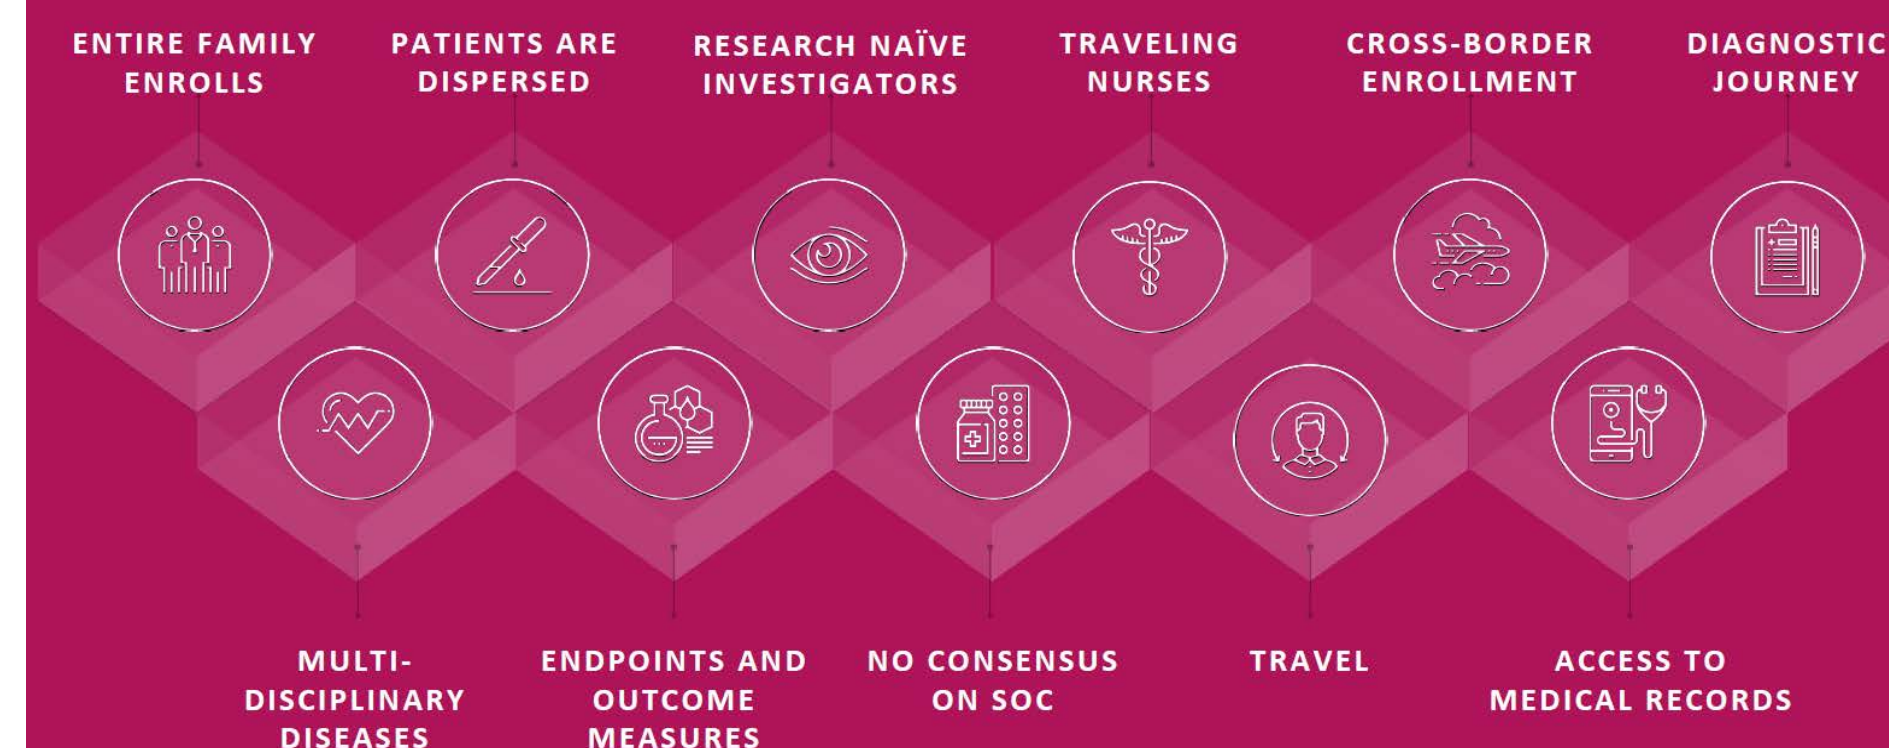 ENTIRE FAMILY
ENROLLS
PATIENTS ARE
DISPERSED
RESEARCH NAÏVE
INVESTIGATORS
TRAVELING
NURSES
CROSS-BORDER
ENROLLMENT
DIAGNOSTIC
JOURNEY
MULTI-
DISCIPLINARY
DISEASES
ENDPOINTS AND
OUTCOME
MEASURES
NO CONSENSUS
ON SOC
TRAVEL
ACCESS TO
MEDICAL RECORDS